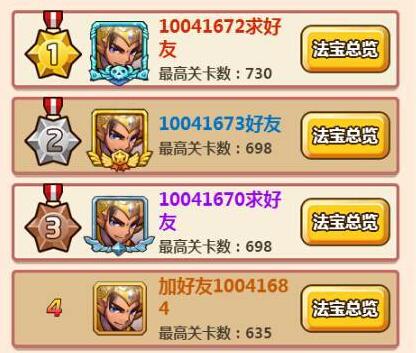 1
10041672求好
友
最高关卡数：730
法宝总览
2
10041673好友
最高关卡数：698
法宝总览
3
10041670求好
友
最高关卡数：698
法宝总览
4
加好友1004168
4
最高关卡数：635
法宝总览